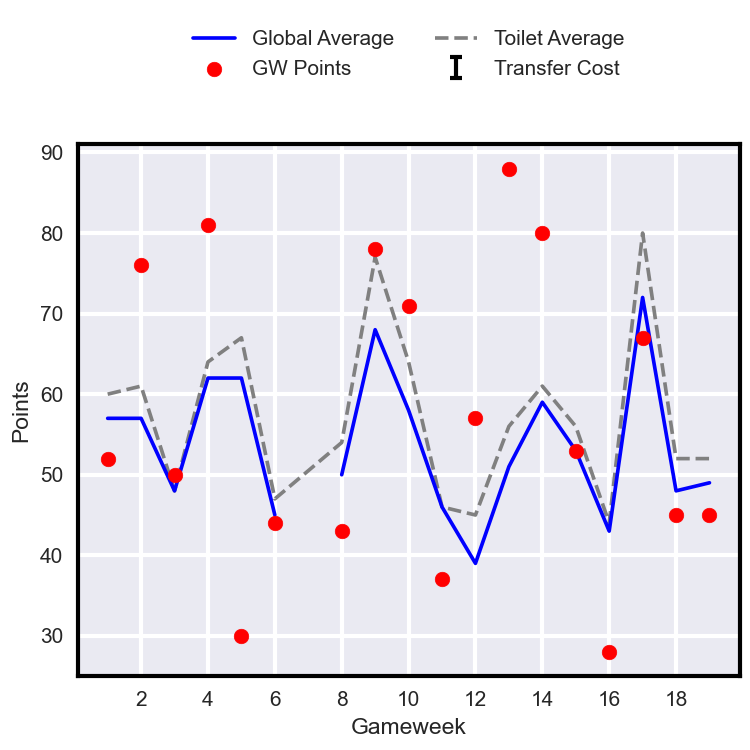 Global Average
Toilet Average
GW Points
Transfer Cost
90
80
70
60
50
40
30
Points
2 4 6 8 10 12 14 16 18
Gameweek